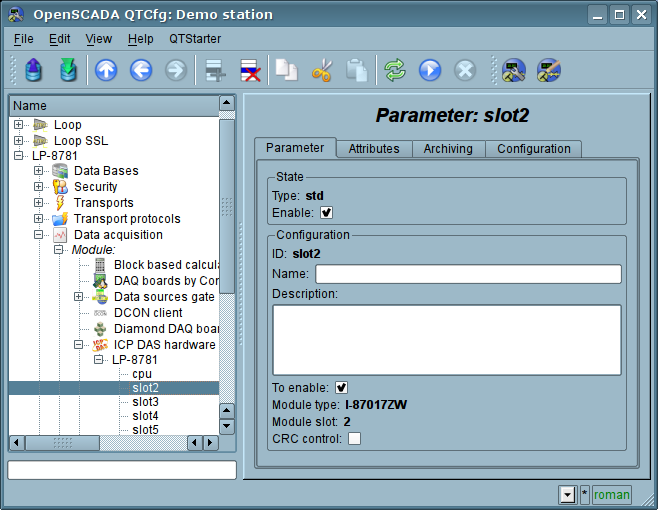 OpenSCADA QTCfg: Demo station
File Edit View Help QTStarter
Name
Loop
Loop SSL
LP-8781
Data Bases
Security
Transports
Transport protocols
Data acquisition
Module:
Block based calcula
DAQ boards by Cor
Data sources gate
DCON client
Diamond DAQ boar
ICP DAS hardware
LP-8781
cpu
slot2
slot3
slot4
slot5
Parameter: slot2
Parameter Attributes Archiving Configuration
State
Type: std
Enable:
Configuration
ID: slot2
Name:
Description:
To enable:
Module type: I-87017ZW
Module slot: 2
CRC control:
* roman